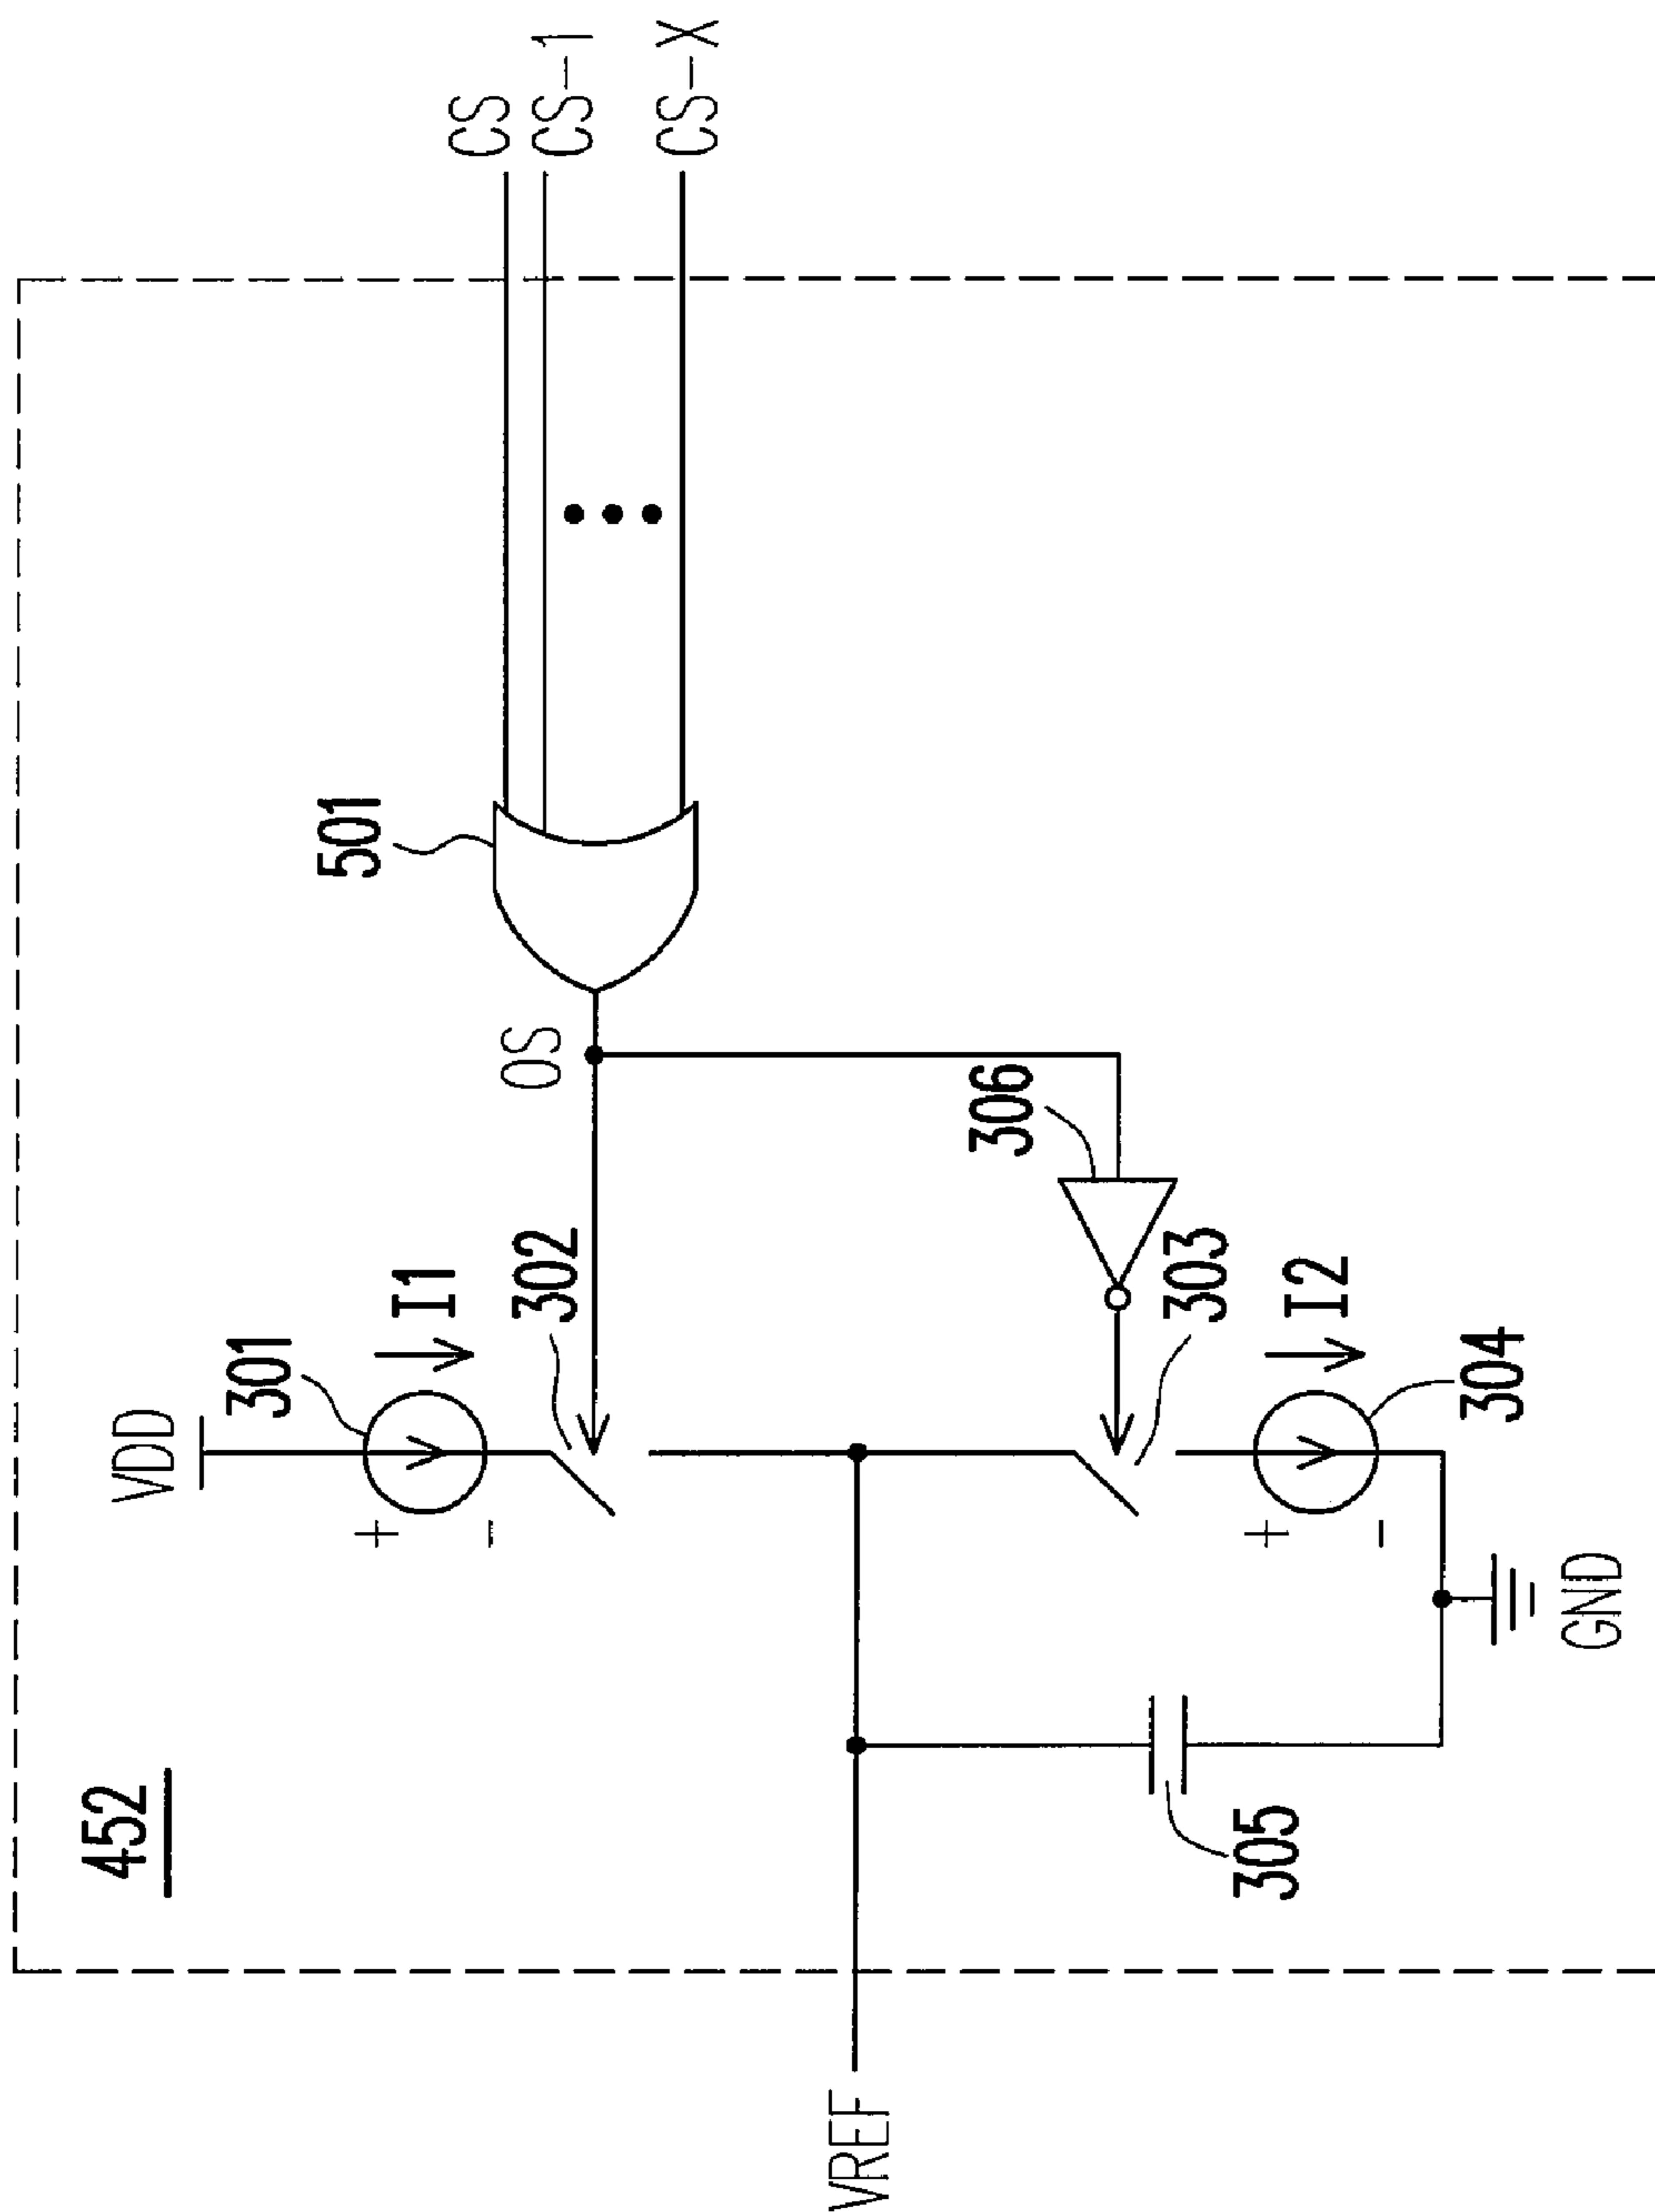 452
VDD
301
I1
501
CS
CS-1
CS-X
OS
302
VREF
306
303
I2
304
305
GND